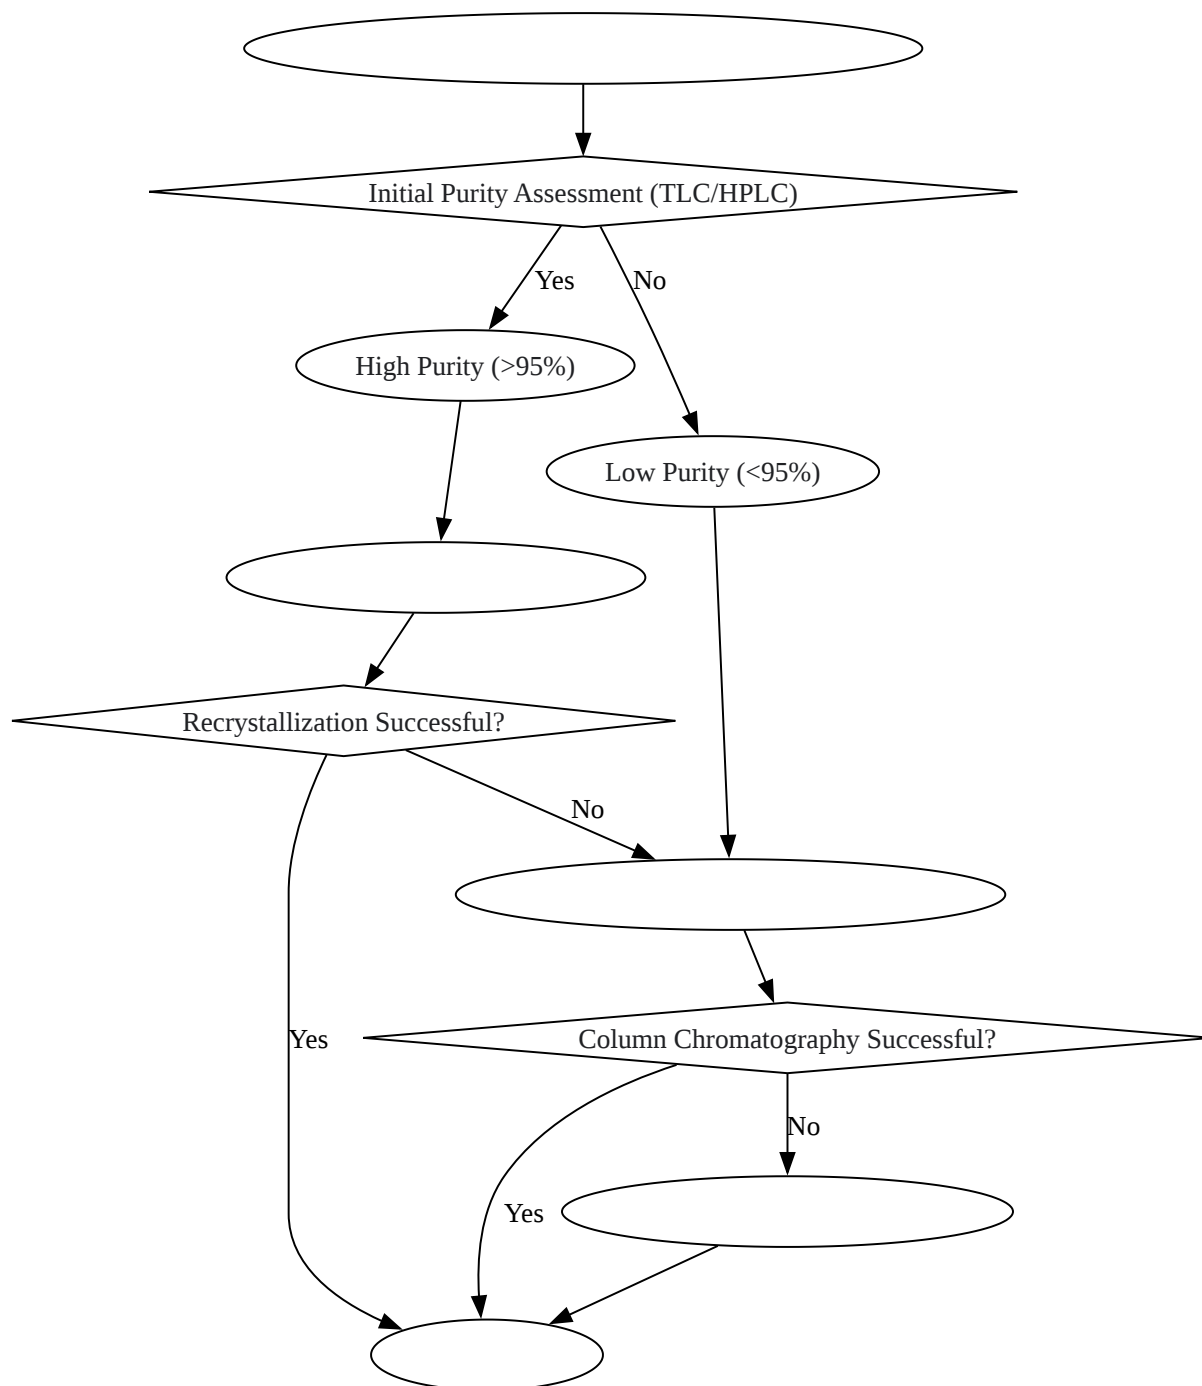 Initial Purity Assessment (TLC/HPLC)
Yes
No
High Purity (>95%)
Low Purity (<95%)
Recrystallization Successful?
No
Yes
Column Chromatography Successful?
No
Yes